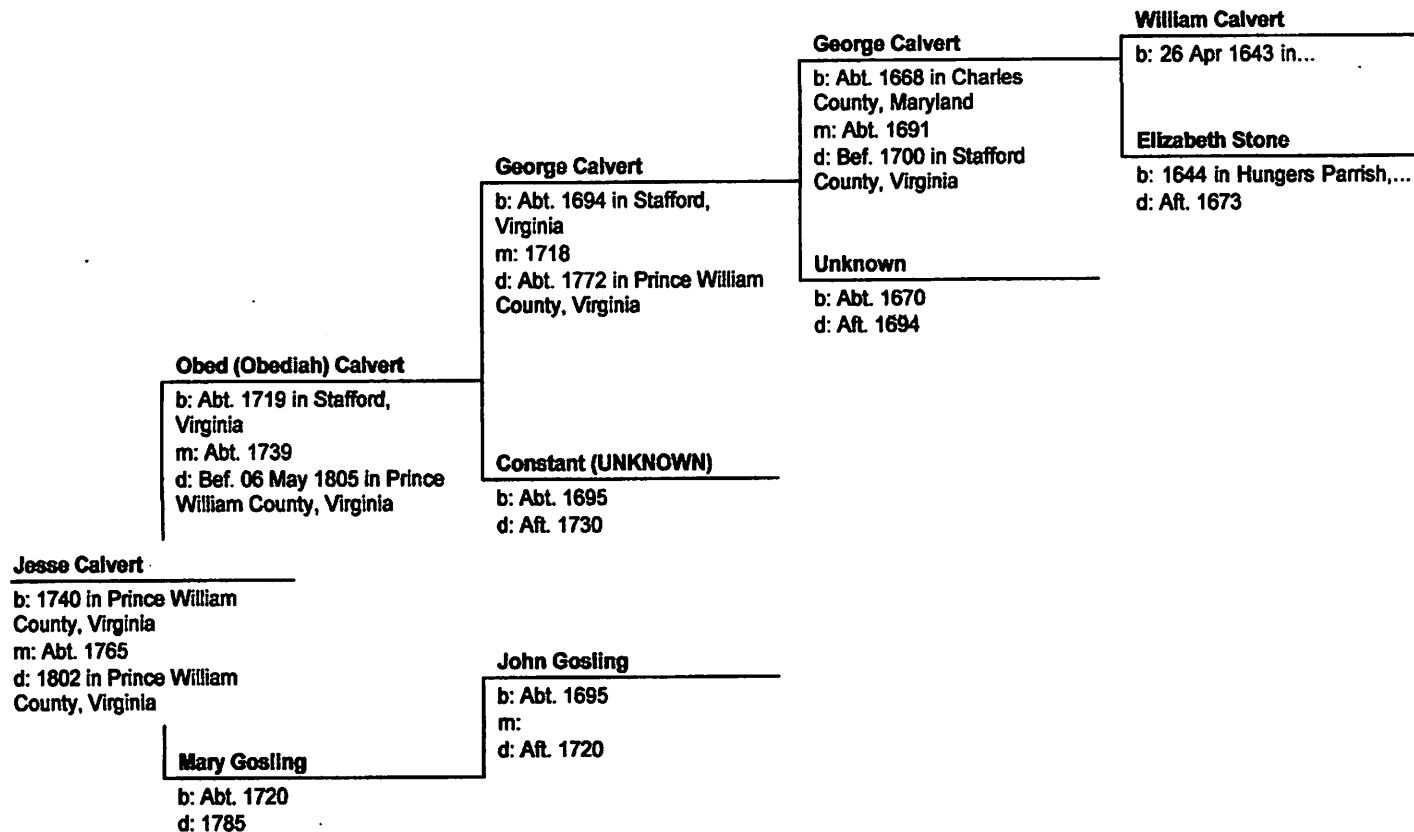 William Calvert
b: 26 Apr 1643 in...
Elizabeth Stone
b: 1644 in Hungers Parrish,...
d: Aft. 1673
George Calvert
b: Abt. 1668 in Charles
County, Maryland
m: Abt. 1691
d: Bef. 1700 in Stafford
County, Virginia
Unknown
b: Abt. 1670
d: Aft. 1694
George Calvert
b: Abt. 1694 in Stafford,
Virginia
m: 1718
d: Abt. 1772 in Prince William
County, Virginia
Constant (UNKNOWN)
b: Abt. 1695
d: Aft. 1730
Obed (Obediah) Calvert
b: Abt. 1719 in Stafford,
Virginia
m: Abt. 1739
d: Bef. 06 May 1805 in Prince
William County, Virginia
Jesse Calvert
b: 1740 in Prince William
County, Virginia
m: Abt. 1765
d: 1802 in Prince William
County, Virginia
John Gosling
b: Abt. 1695
m:
d: Aft. 1720
Mary Gosling
b: Abt. 1720
d: 1785